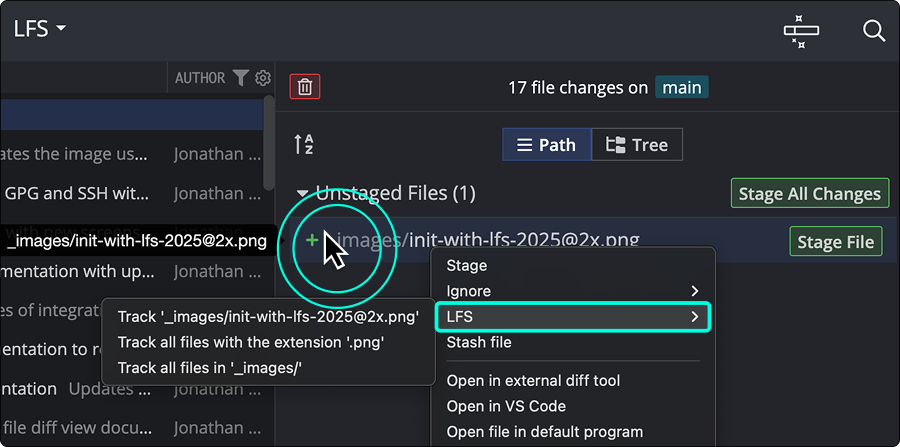 LFS
AUTHOR
17 file changes on main
Path
Tree
Unstaged Files (1)
Stage All Changes
_images/init-with-lfs-2025@2x.png
Stage File
ates the image us...
Jonathan ...
GPG and SSH wit...
Jonathan ...
with new screens
_images/init-with-lfs-2025@2x.png
mentation with up...
Jonathan ...
es of integrat
mentation to re
ntation Updates ...
Jonathan ...
file diff view docu...
Jonathan ...
Stage
Ignore
LFS
Stash file
Open in external diff tool
Open in VS Code
Open file in default program
Track '_images/init-with-lfs-2025@2x.png'
Track all files with the extension '.png'
Track all files in '_images/'